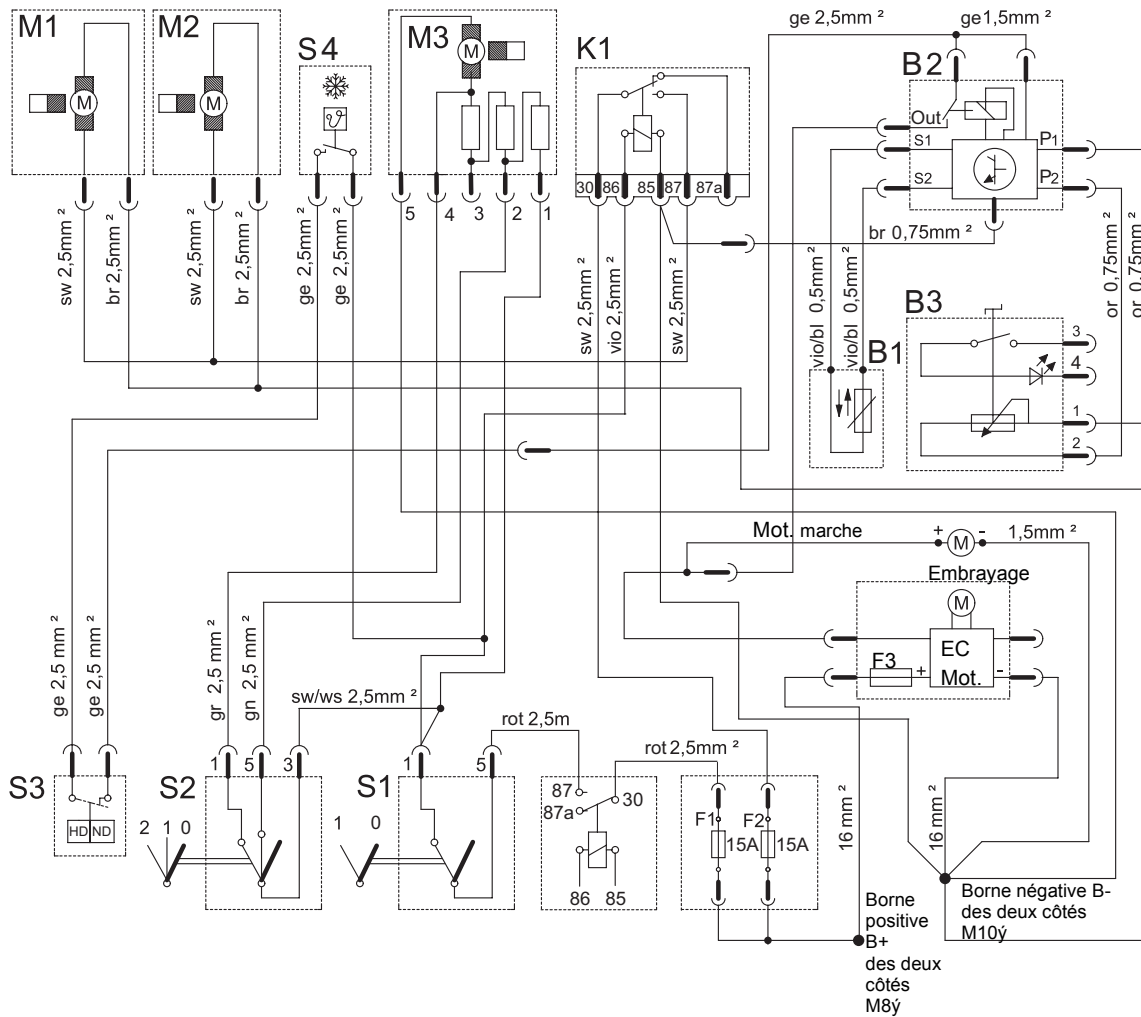 M1
M2
S4
M3
K1
ge 2,5mm ²
ge1,5mm ²
B2
M
M
M
Out
S1
S2
P1
P2
30
86
85
87
87a
5
4
3
2
1
br 0,75mm ²
sw 2,5mm ²
br 2,5mm ²
sw 2,5mm ²
br 2,5mm ²
ge 2,5mm ²
ge 2,5mm ²
sw 2,5mm ²
vio 2,5mm ²
sw 2,5mm ²
vio/bl 0,5mm ²
vio/bl 0,5mm ²
or 0,75mm ²
or 0,75mm ²
B1
B3
3
4
1
2
Mot. marche
+
M
-
1,5mm ²
Embrayage
M
EC
Mot.
F3
+
-
ge 2,5 mm ²
ge 2,5 mm ²
gr 2,5 mm ²
gn 2,5 mm ²
sw/ws 2,5mm ²
rot 2,5m
rot 2,5mm ²
16 mm ²
16 mm ²
S3
HD
ND
S2
1
5
3
2
1
0
S1
1
5
1
0
87
87a
30
86
85
F1
15A
F2
15A
Borne
positive
B+
des deux
côtés
M8ý
Borne négative B-
des deux côtés
M10ý